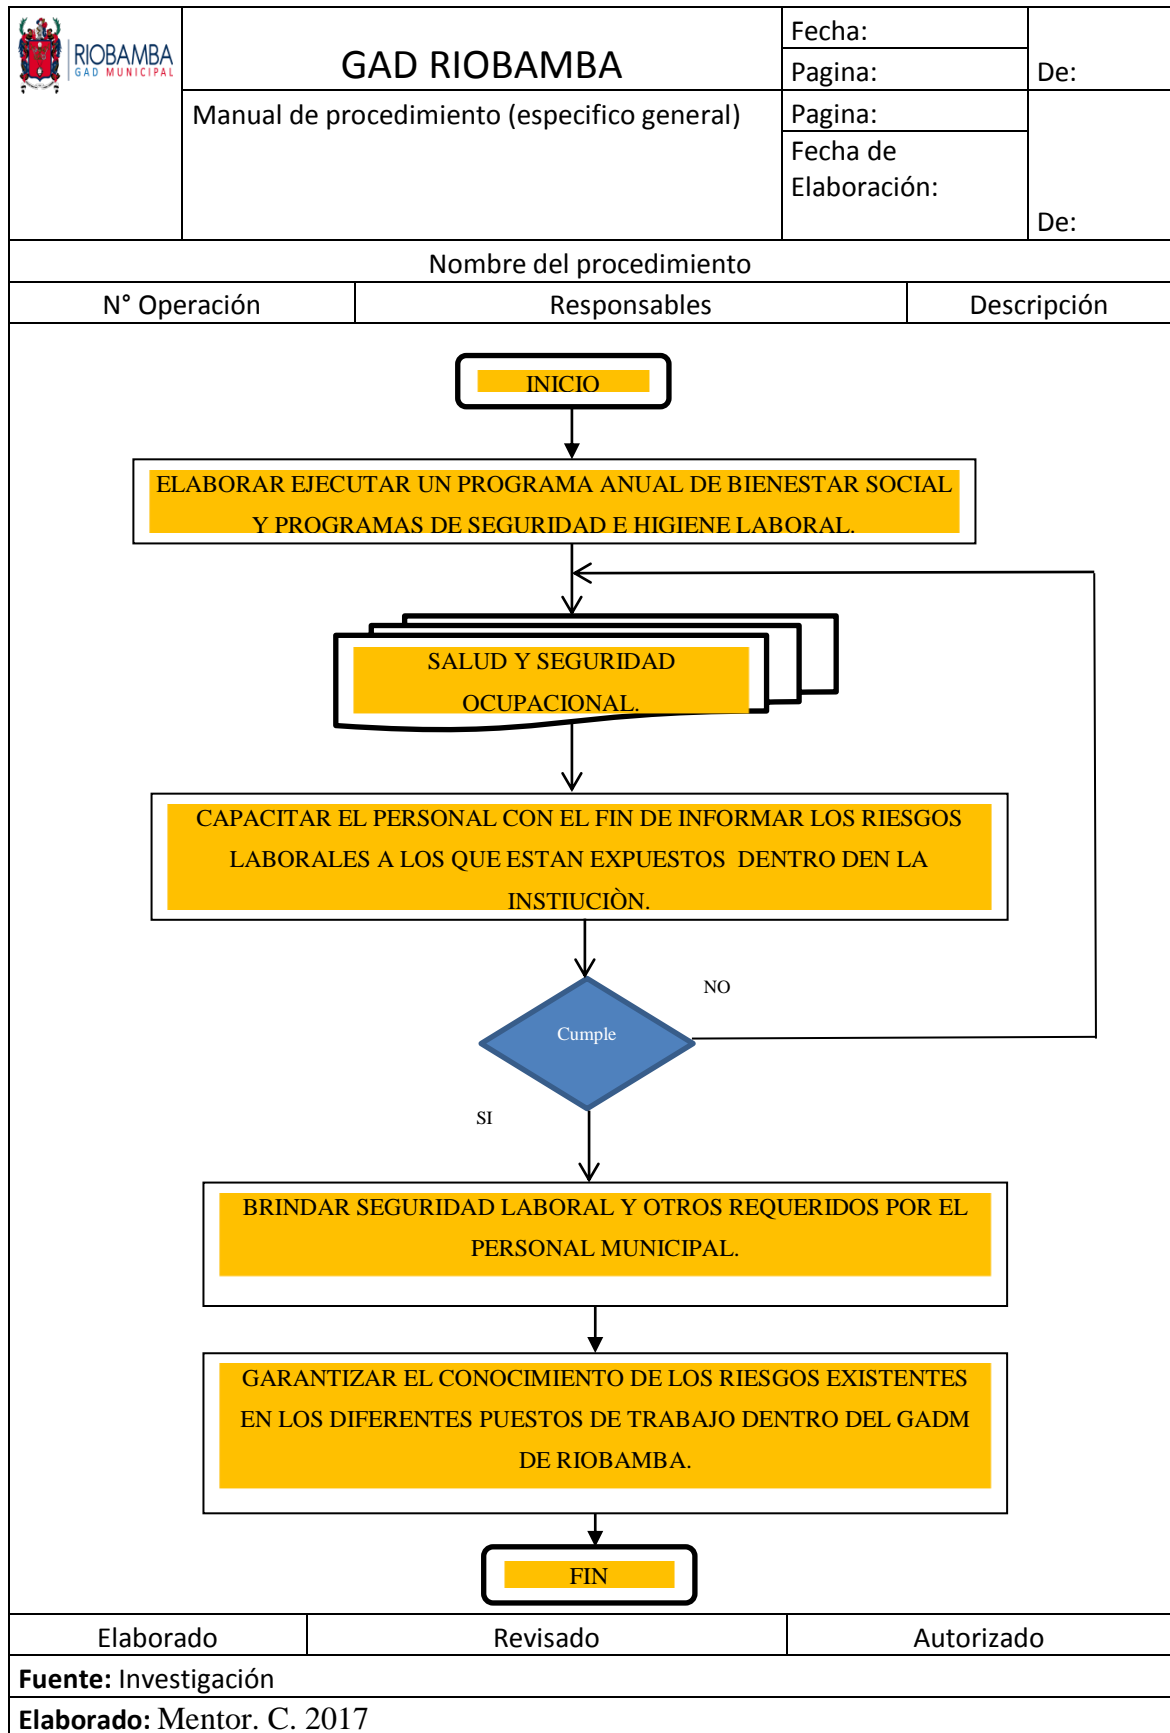 RIOBAMBA
GAD MUNICIPAL
GAD RIOBAMBA
Fecha:
Pagina:
De:
Manual de procedimiento (especifico general)
Pagina:
Fecha de
Elaboración:
De:
Nombre del procedimiento
N° Operación
Responsables
Descripción
INICIO
ELABORAR EJECUTAR UN PROGRAMA ANUAL DE BIENESTAR SOCIAL
Y PROGRAMAS DE SEGURIDAD E HIGIENE LABORAL.
SALUD Y SEGURIDAD
OCUPACIONAL.
CAPACITAR EL PERSONAL CON EL FIN DE INFORMAR LOS RIESGOS
LABORALES A LOS QUE ESTAN EXPUESTOS  DENTRO DEN LA
INSTIUCIÒN.
NO
Cumple
SI
BRINDAR SEGURIDAD LABORAL Y OTROS REQUERIDOS POR EL
PERSONAL MUNICIPAL.
GARANTIZAR EL CONOCIMIENTO DE LOS RIESGOS EXISTENTES
EN LOS DIFERENTES PUESTOS DE TRABAJO DENTRO DEL GADM
DE RIOBAMBA.
FIN
Elaborado
Revisado
Autorizado
Fuente: Investigación
Elaborado: Mentor. C. 2017